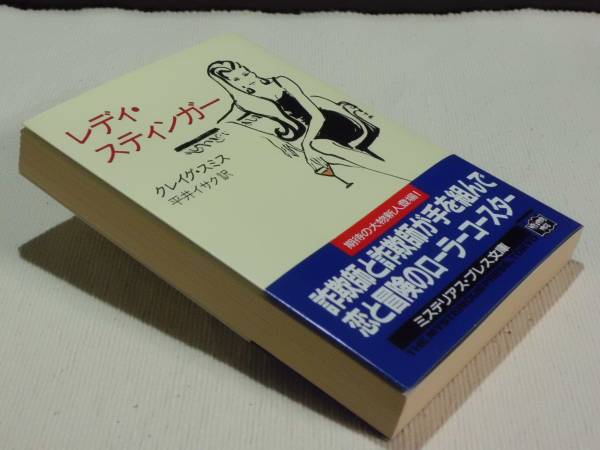 レディ・
スティンガー
クレイグ・スミス
平井イサク訳
期待の大物新人登場!
詐欺師と詐欺師が手を組んで
恋と冒険のローラーコースター
ミステリアス・プレス文庫